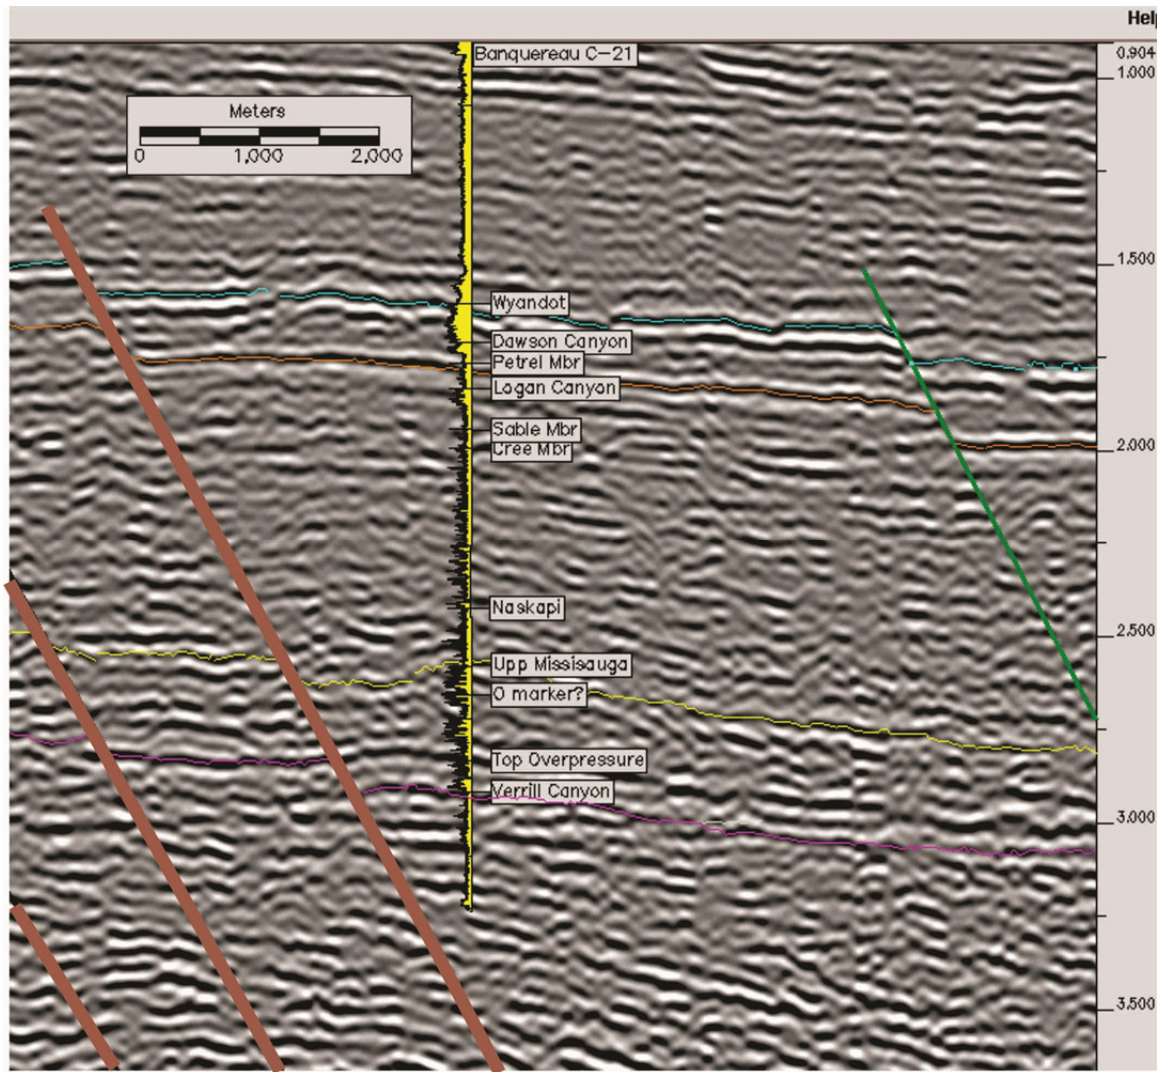 Help
Banquereau C-21
0.904
1.000
Meters
0 1,000 2,000
1.500
Wyandot
Dawson Canyon
Petrel Mbr
Logan Canyon
Sable Mbr
Cree Mbr
2.000
Naskapi
2.500
Upp Missisauga
O marker?
Top Overpressure
Verrill Canyon
3.000
3.500